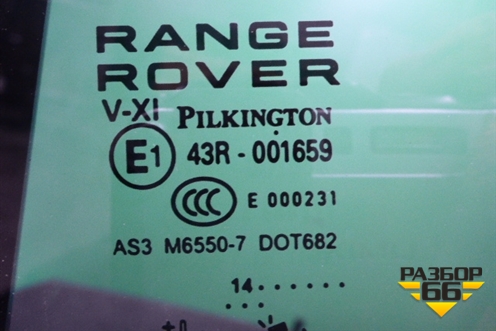 RANGE
ROVER
V-XI PILKINGTON
E1 43R - 001659
CCC E 000231
AS3 M6550-7 DOT682
14
РАЗБОР
66